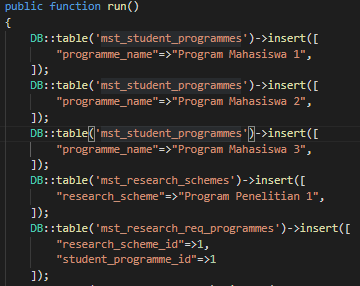 public function run()
{
DB::table('mst_student_programmes')->insert([
"programme_name"=>"Program Mahasiswa 1",
]);
DB::table('mst_student_programmes')->insert([
"programme_name"=>"Program Mahasiswa 2",
]);
DB::table('mst_student_programmes')->insert([
"programme_name"=>"Program Mahasiswa 3",
]);
DB::table('mst_research_schemes')->insert([
"research_scheme"=>"Program Penelitian 1",
]);
DB::table('mst_research_req_programmes')->insert([
"research_scheme_id"=>1,
"student_programme_id"=>1
]);